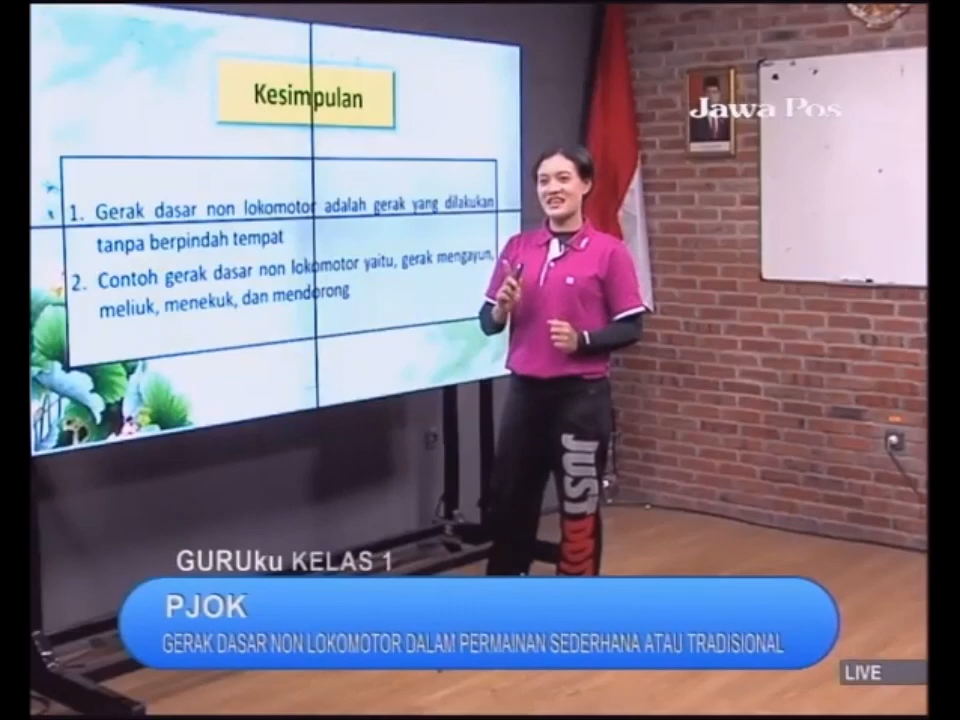 Kesimpulan
1. Gerak dasar non lokomotor adalah gerak yang dilakukan
tanpa berpindah tempat
2. Contoh gerak dasar non lokomotor yaitu, gerak mengayun,
meliuk, menekuk, dan mendorong
Jawa Pos
JUST DO
GURUku KELAS 1
PJOK
GERAK DASAR NON LOKOMOTOR DALAM PERMAINAN SEDERHANA ATAU TRADISIONAL
LIVE